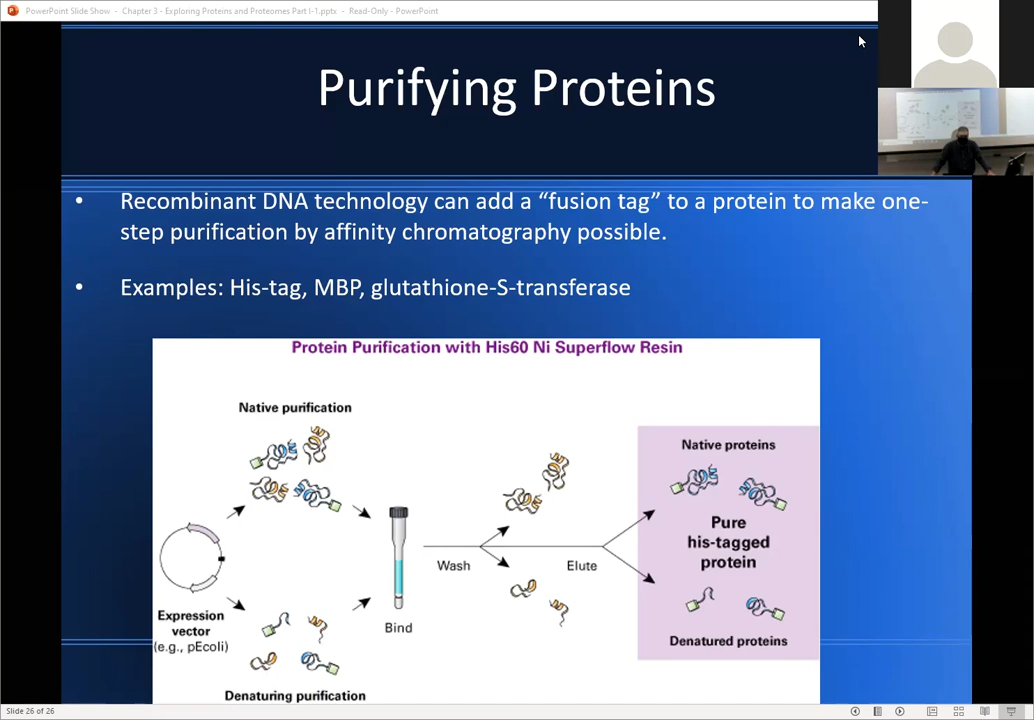 PowerPoint Slide Show - Chapter 3 - Exploring Proteins and Proteomes Part I-1.pptx - Read-Only - PowerPoint
Purifying Proteins
• Recombinant DNA technology can add a “fusion tag” to a protein to make one-
step purification by affinity chromatography possible.
• Examples: His-tag, MBP, glutathione-S-transferase
Protein Purification with His60 Ni Superflow Resin
Native purification
Native proteins
Pure
his-tagged
protein
Wash
Elute
Expression
vector
(e.g., pEcoli)
Bind
Denatured proteins
Denaturing purification
Slide 26 of 26